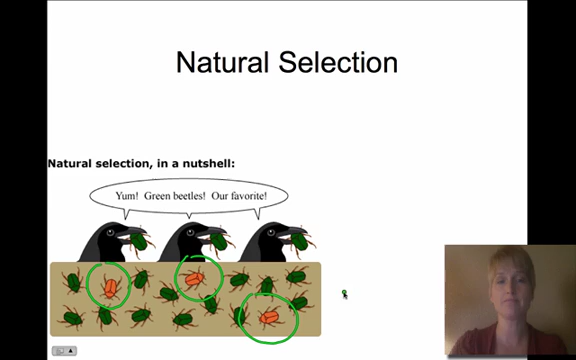 Natural Selection
Natural selection, in a nutshell:
Yum! Green beetles! Our favorite!